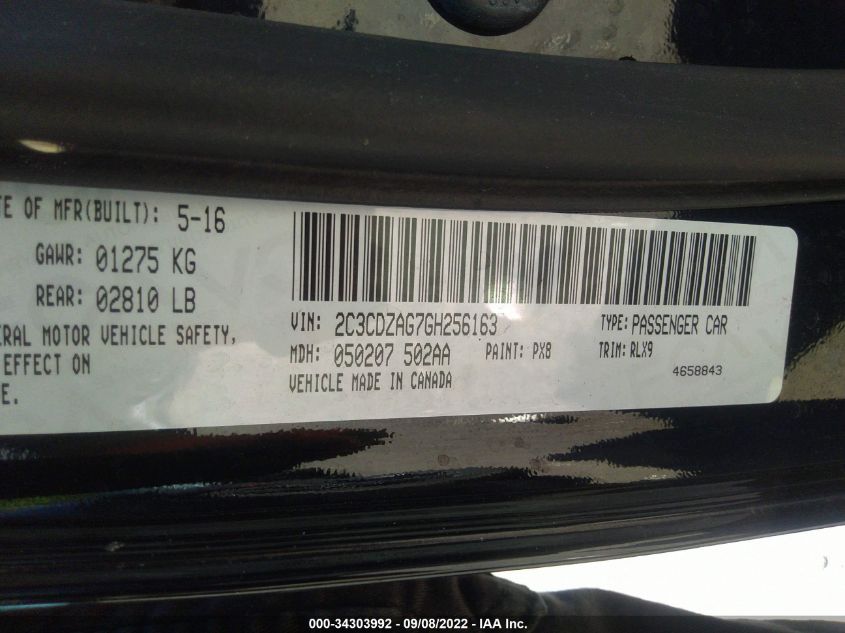 TE OF MFR(BUILT): 5-16
GAWR: 01275 KG
REAR: 02810 LB
ERAL MOTOR VEHICLE SAFETY,
EFFECT ON
E.
VIN: 2C3CDZAG7GH256163 TYPE: PASSENGER CAR
MDH: 050207 502AA PAINT: PX8 TRIM: RLX9
VEHICLE MADE IN CANADA 4658843
000-34303992 - 09/08/2022 - IAA Inc.